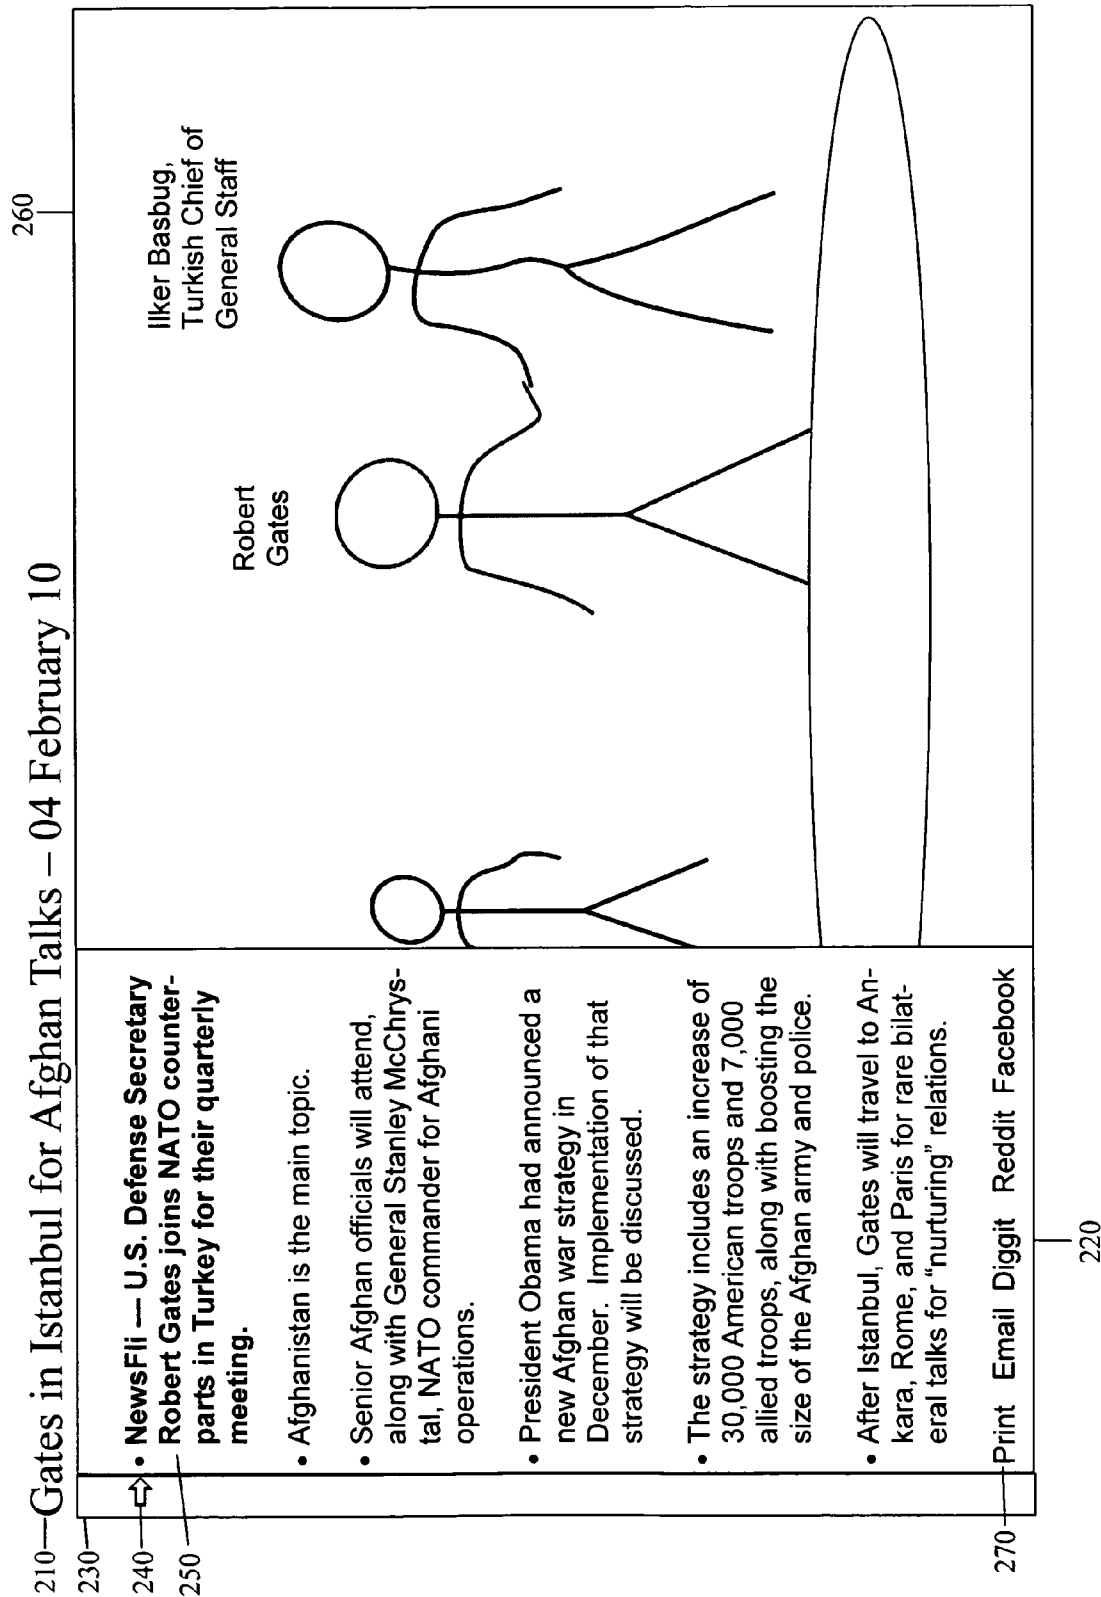 210
Gates in Istanbul for Afghan Talks – 04 February 10
230
240
250
• NewsFli — U.S. Defense Secretary
Robert Gates joins NATO counter-
parts in Turkey for their quarterly
meeting.
• Afghanistan is the main topic.
• Senior Afghan officials will attend,
along with General Stanley McChrys-
tal, NATO commander for Afghani
operations.
• President Obama had announced a
new Afghan war strategy in
December. Implementation of that
strategy will be discussed.
• The strategy includes an increase of
30,000 American troops and 7,000
allied troops, along with boosting the
size of the Afghan army and police.
• After Istanbul, Gates will travel to An-
kara, Rome, and Paris for rare bilat-
eral talks for “nurturing” relations.
270
Print Email Diggit Reddit Facebook
220
Robert
Gates
Ilker Basbug,
Turkish Chief of
General Staff
260